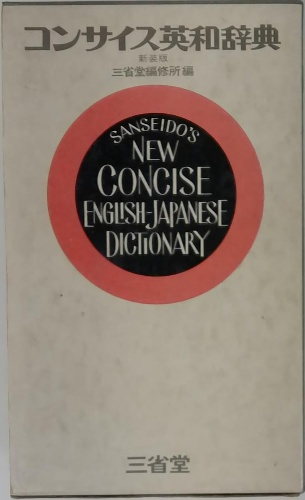 コンサイス英和辞典
新装版
三省堂編修所編
SANSEIDO'S
NEW
CONCISE
ENGLISH-JAPANESE
DICTIONARY
三省堂